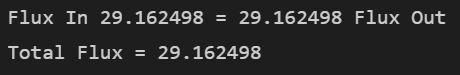 Flux In 29.162498 = 29.162498 Flux Out
Total Flux = 29.162498